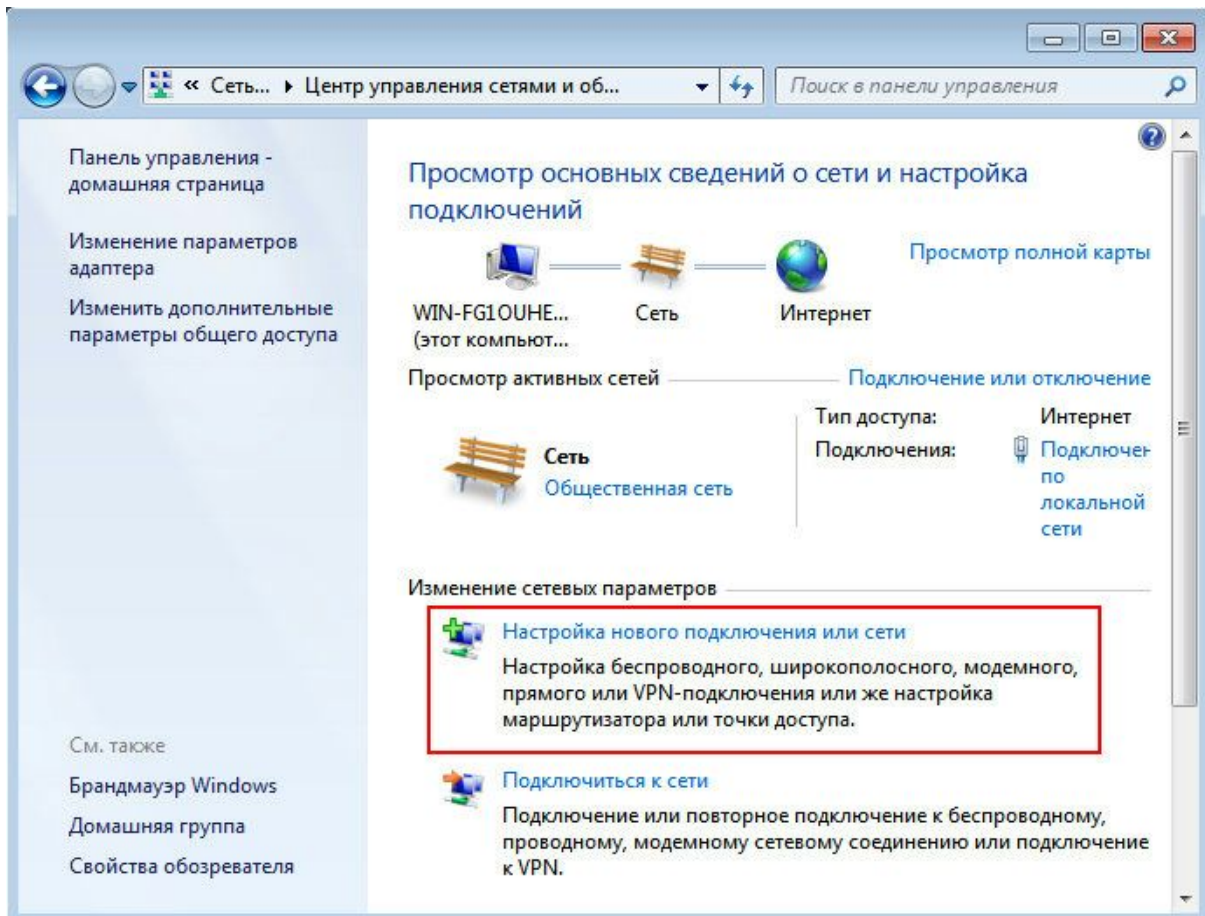 « Сеть... ▸ Центр управления сетями и об...
Поиск в панели управления
Панель управления -
домашняя страница
Изменение параметров
адаптера
Изменить дополнительные
параметры общего доступа
См. также
Брандмауэр Windows
Домашняя группа
Свойства обозревателя
Просмотр основных сведений о сети и настройка
подключений
Просмотр полной карты
WIN-FG1OUHE...
(этот компьют...
Сеть
Интернет
Просмотр активных сетей
Подключение или отключение
Сеть
Общественная сеть
Тип доступа: Интернет
Подключения: Подключен
по
локальной
сети
Изменение сетевых параметров
Настройка нового подключения или сети
Настройка беспроводного, широкополосного, модемного,
прямого или VPN-подключения или же настройка
маршрутизатора или точки доступа.
Подключиться к сети
Подключение или повторное подключение к беспроводному,
проводному, модемному сетевому соединению или подключение
к VPN.